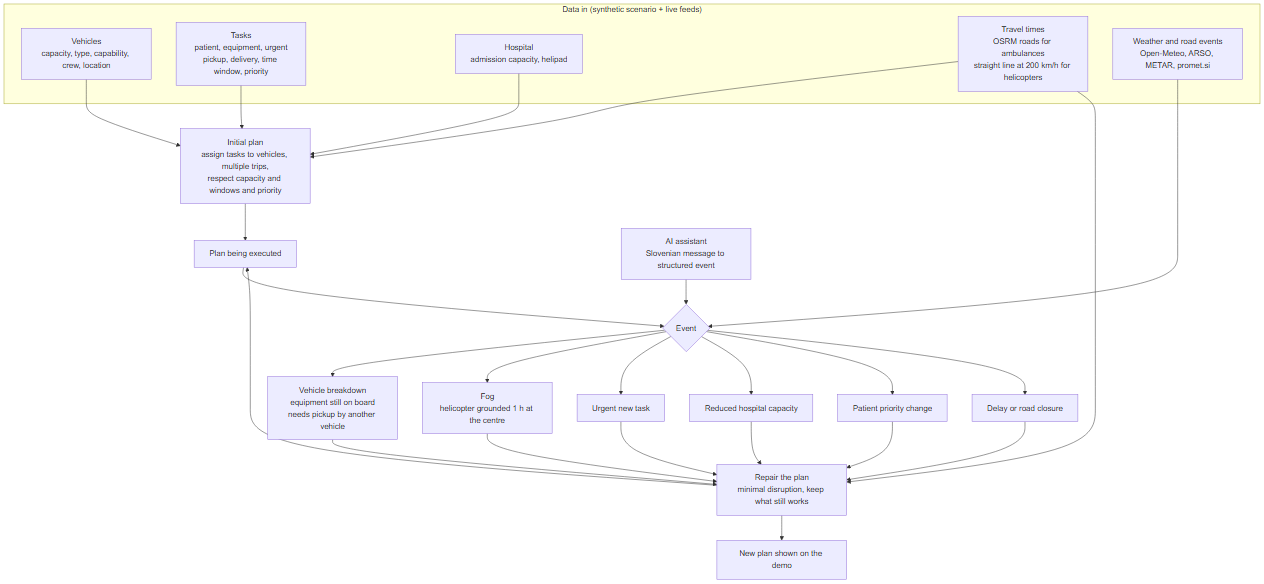 Data in (synthetic scenario + live feeds)
Vehicles
capacity, type, capability,
crew, location
Tasks
patient, equipment, urgent
pickup, delivery, time
window, priority
Hospital
admission capacity, helipad
Travel times
OSRM roads for
ambulances
straight line at 200 km/h for
helicopters
Weather and road events
Open-Meteo, ARSO,
METAR, promet.si
Initial plan
assign tasks to vehicles,
multiple trips,
respect capacity and
windows and priority
Plan being executed
AI assistant
Slovenian message to
structured event
Event
Vehicle breakdown
equipment still on board
needs pickup by another
vehicle
Fog
helicopter grounded 1 h at
the centre
Urgent new task
Reduced hospital capacity
Patient priority change
Delay or road closure
Repair the plan
minimal disruption, keep
what still works
New plan shown on the
demo